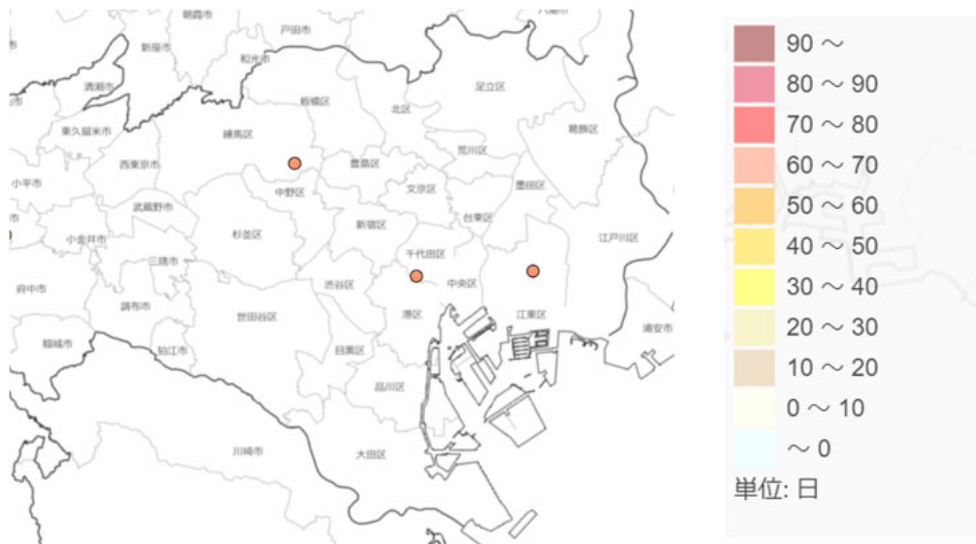 朝霞市
戸田市
新座市
和光市
足立区
清瀬市
板橋区
北区
葛飾区
東久留米市
練馬区
荒川区
西東京市
豊島区
小平市
中野区
文京区
墨田区
武蔵野市
台東区
新宿区
杉並区
小金井市
江戸川区
千代田区
三鷹市
渋谷区
中央区
府中市
調布市
港区
江東区
世田谷区
浦安市
稲城市
狛江市
目黒区
品川区
川崎市
大田区
90 ～
80 ～ 90
70 ～ 80
60 ～ 70
50 ～ 60
40 ～ 50
30 ～ 40
20 ～ 30
10 ～ 20
0 ～ 10
～ 0
単位: 日